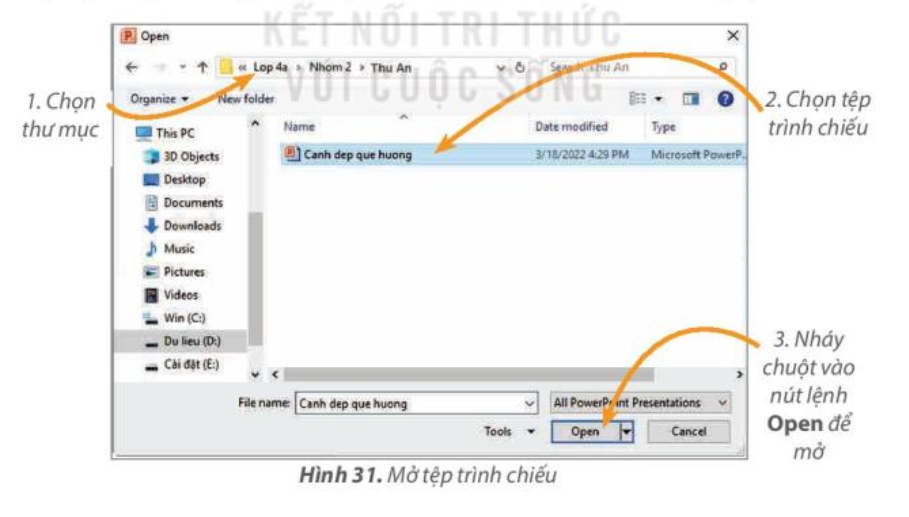 KẾT NỐI TRI THỨC
VỚI CUỘC SỐNG
Open
« Lop 4a > Nhom 2 > Thu An
Search Thu An
Organize
New folder
1. Chọn
thư mục
2. Chọn tệp
trình chiếu
Name
Date modified
Type
Canh dep que huong
3/18/2022 4:29 PM
Microsoft PowerP...
This PC
3D Objects
Desktop
Documents
Downloads
Music
Pictures
Videos
Win (C:)
Du lieu (D:)
Cài đặt (E:)
3. Nháy
chuột vào
nút lệnh
Open để
mở
File name: Canh dep que huong
All PowerPoint Presentations
Tools
Open
Cancel
Hình 31. Mở tệp trình chiếu